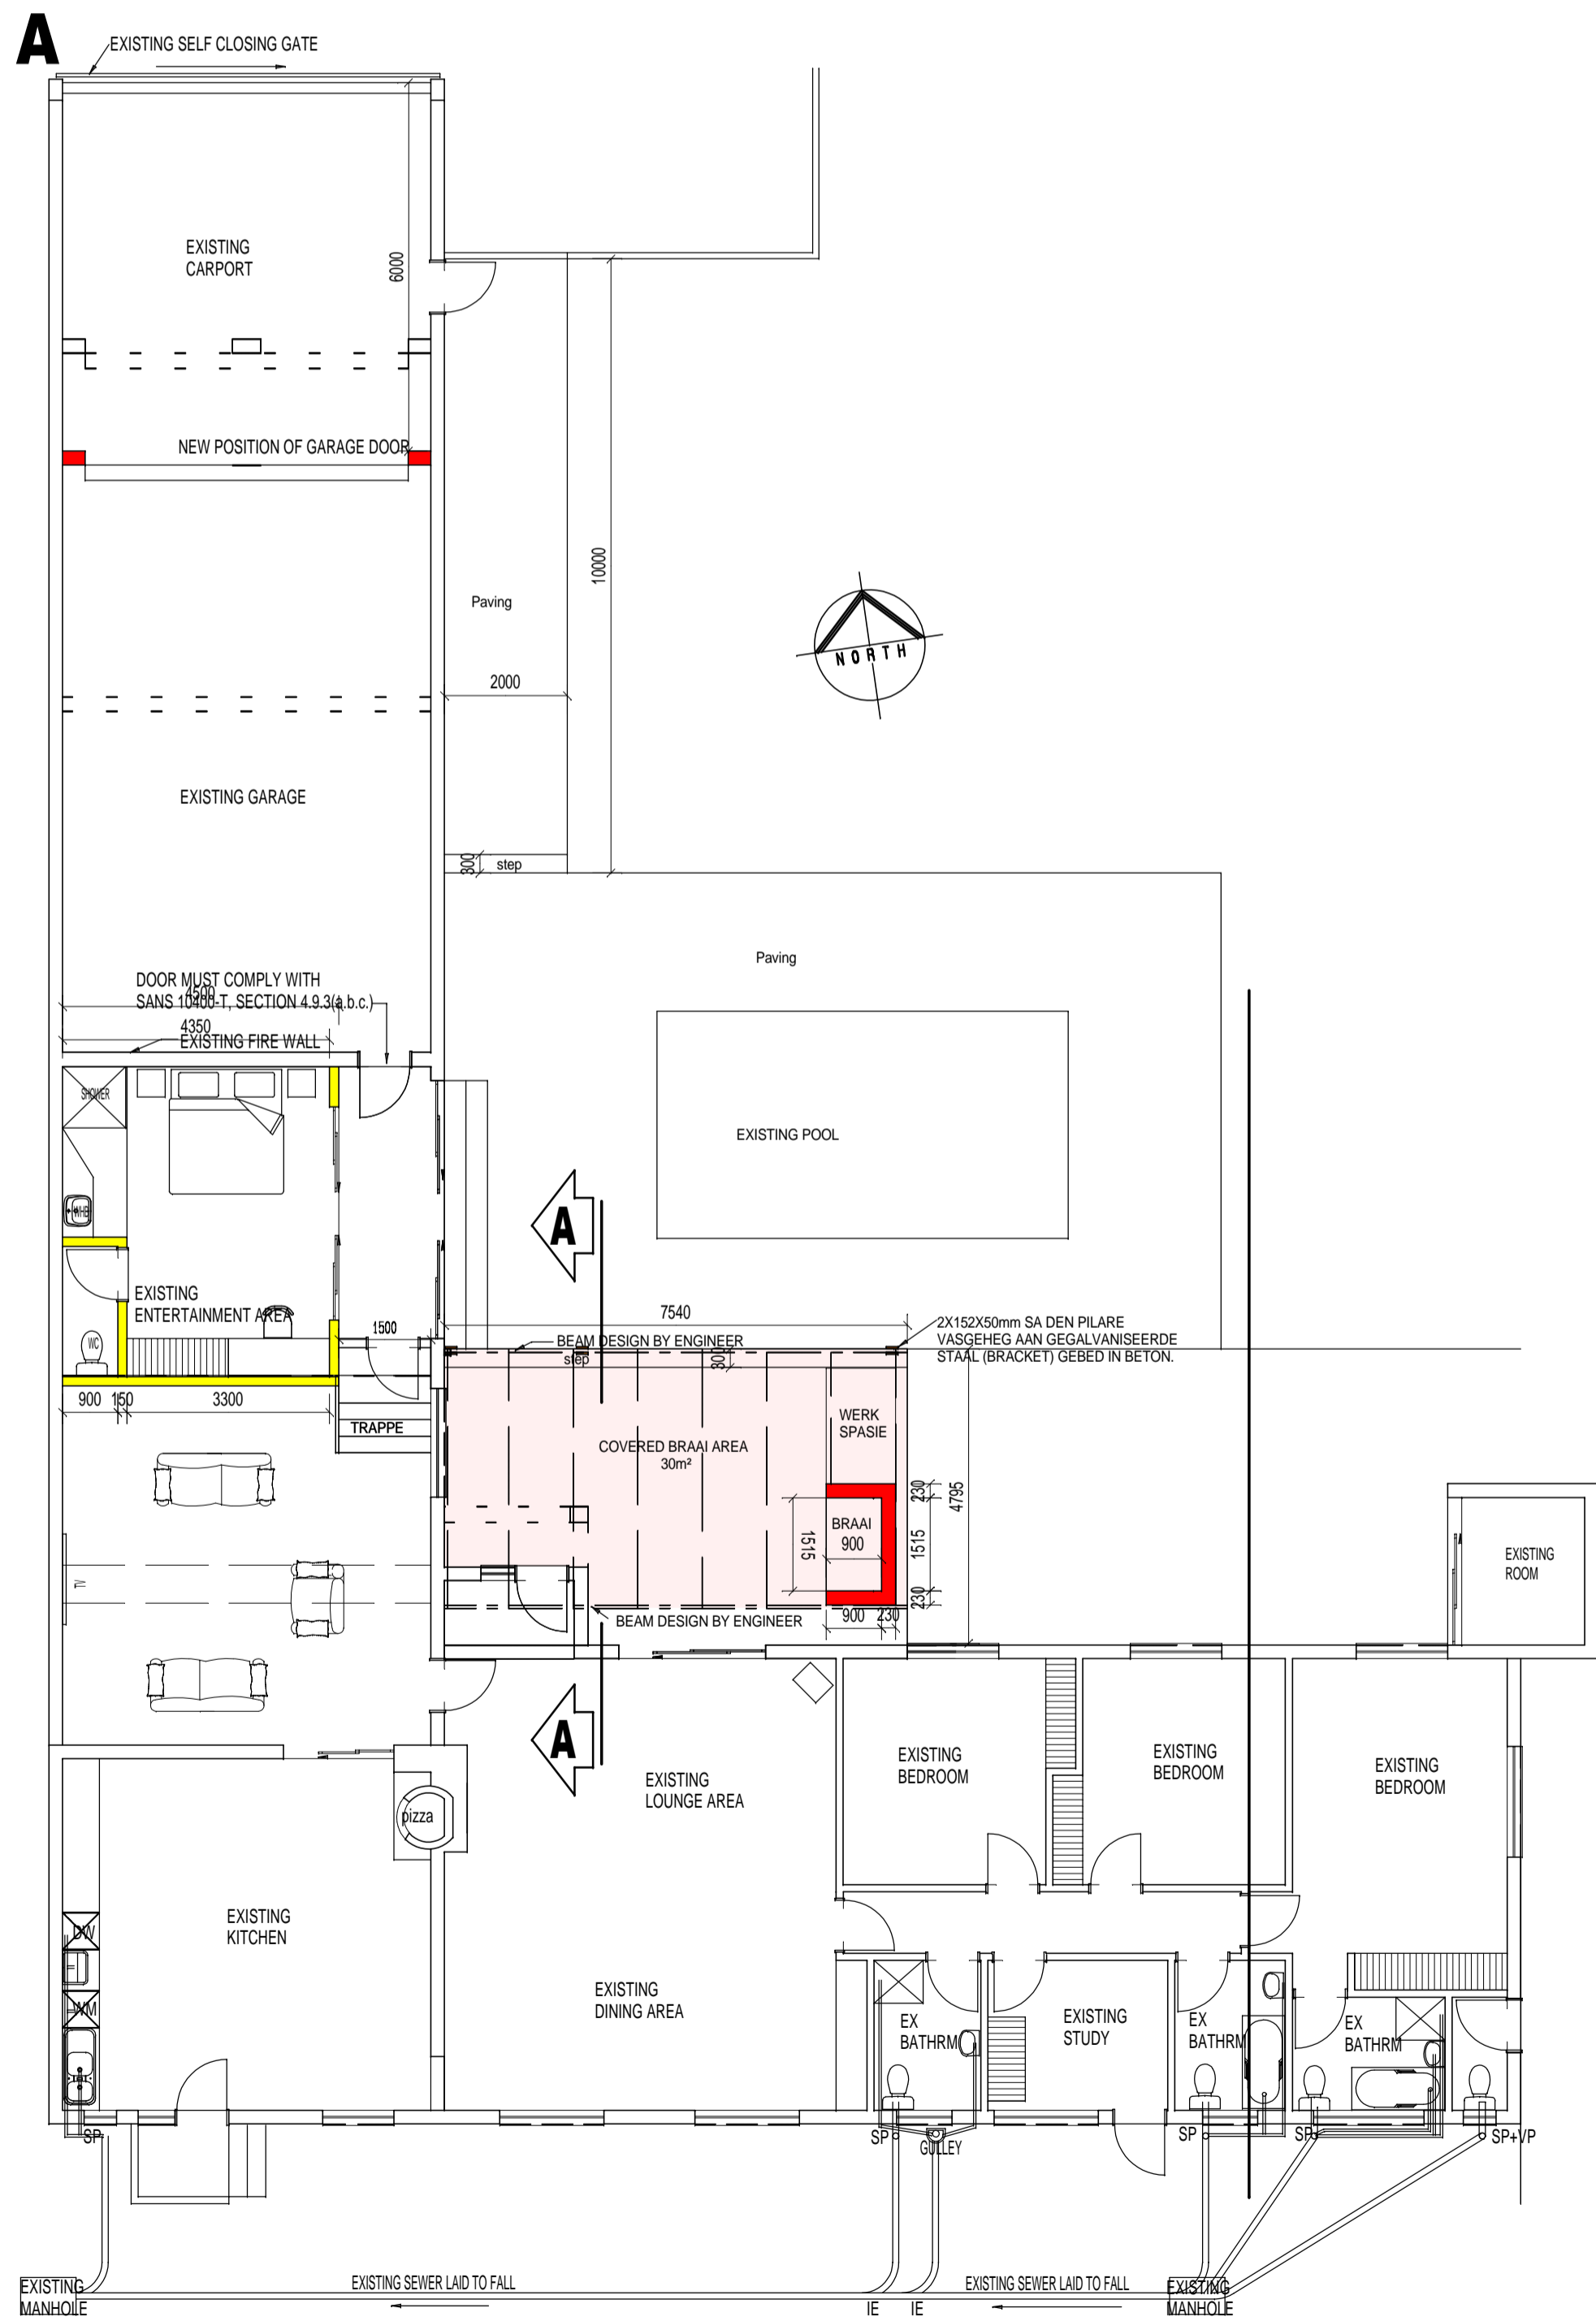 A
EXISTING SELF CLOSING GATE
EXISTING
CARPORT
6000
NEW POSITION OF GARAGE DOOR
10000
Paving
NORTH
2000
EXISTING GARAGE
300
step
Paving
DOOR MUST COMPLY WITH
SANS 10400-T, SECTION 4.9.3(a.b.c.)
4500
4350
EXISTING FIRE WALL
SHOWER
EXISTING POOL
WHB
A
EXISTING
ENTERTAINMENT AREA
WC
7540
1500
BEAM DESIGN BY ENGINEER
step
300
2X152X50mm SA DEN PILARE
VASGEHEG AAN GEGALVANISEERDE
STAAL (BRACKET) GEBED IN BETON.
900
150
3300
TRAPPE
WERK
SPASIE
COVERED BRAAI AREA
30m²
230
4795
BRAAI
900
1515
1515
230
TV
EXISTING
ROOM
BEAM DESIGN BY ENGINEER
900
230
A
EXISTING
BEDROOM
EXISTING
BEDROOM
EXISTING
BEDROOM
EXISTING
LOUNGE AREA
pizza
EXISTING
KITCHEN
DW
WM
EXISTING
DINING AREA
EX
BATHRM
EXISTING
STUDY
EX
BATHRM
EX
BATHRM
SP
SP
GULLEY
SP
SP
SP+VP
EXISTING
MANHOLE
EXISTING SEWER LAID TO FALL
IE
IE
EXISTING SEWER LAID TO FALL
EXISTING
MANHOLE